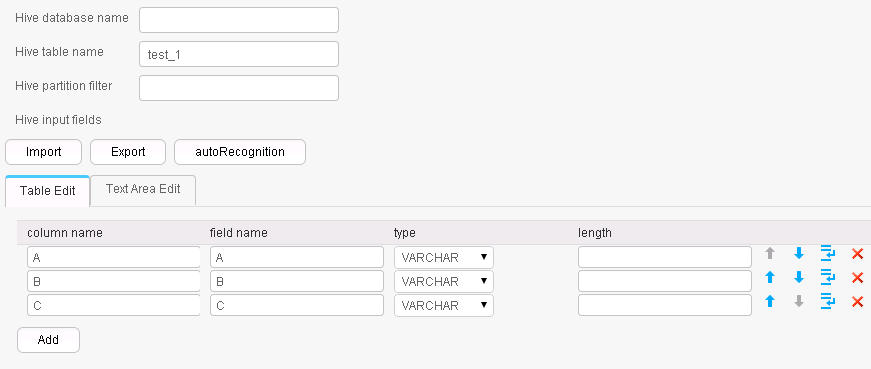 Hive database name
Hive table name test_1
Hive partition filter
Hive input fields
Import Export autoRecognition
Table Edit Text Area Edit
column name field name type length
A A VARCHAR
B B VARCHAR
C C VARCHAR
Add